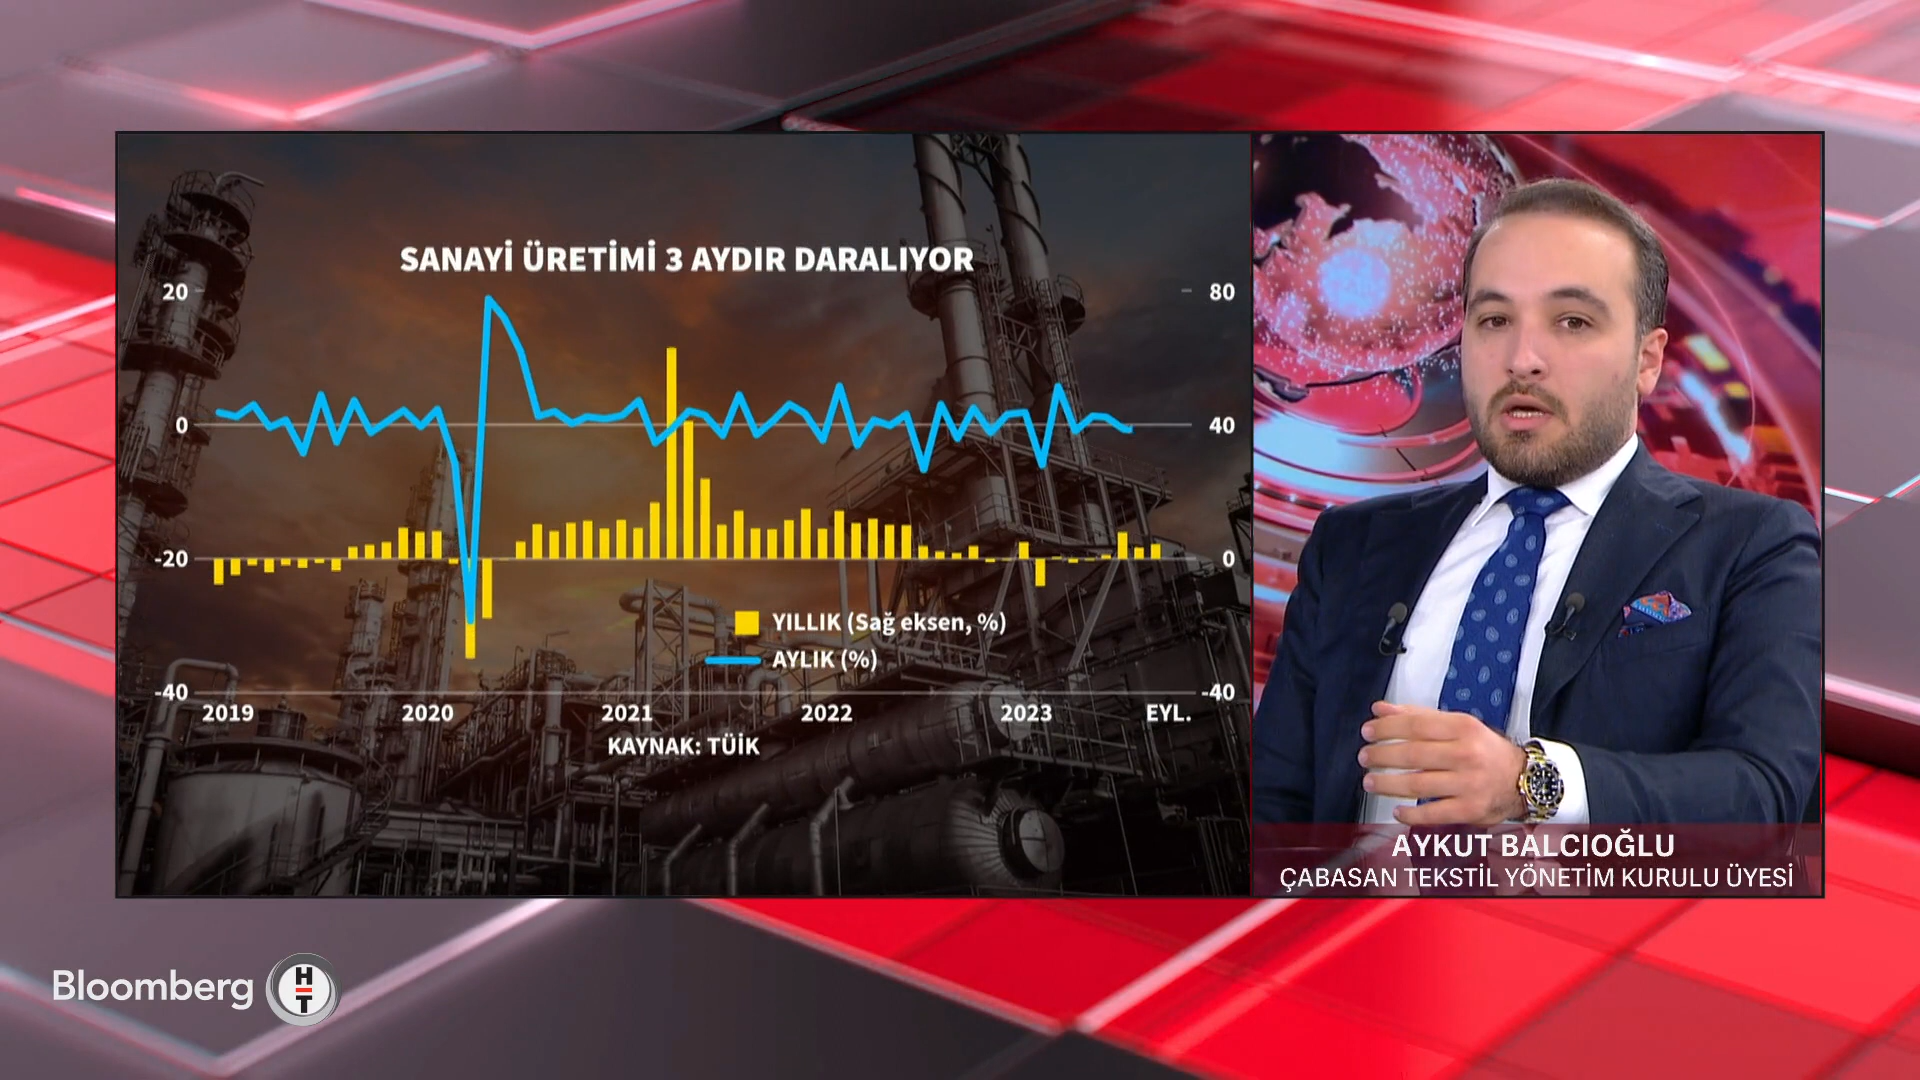 SANAYİ ÜRETİMİ 3 AYDIR DARALIYOR
20
80
0
40
-20
0
YILLIK (Sağ eksen, %)
AYLIK (%)
-40
-40
2019 2020 2021 2022 2023 EYL.
KAYNAK: TÜİK
AYKUT BALCIOĞLU
ÇABASAN TEKSTİL YÖNETİM KURULU ÜYESİ
Bloomberg HT